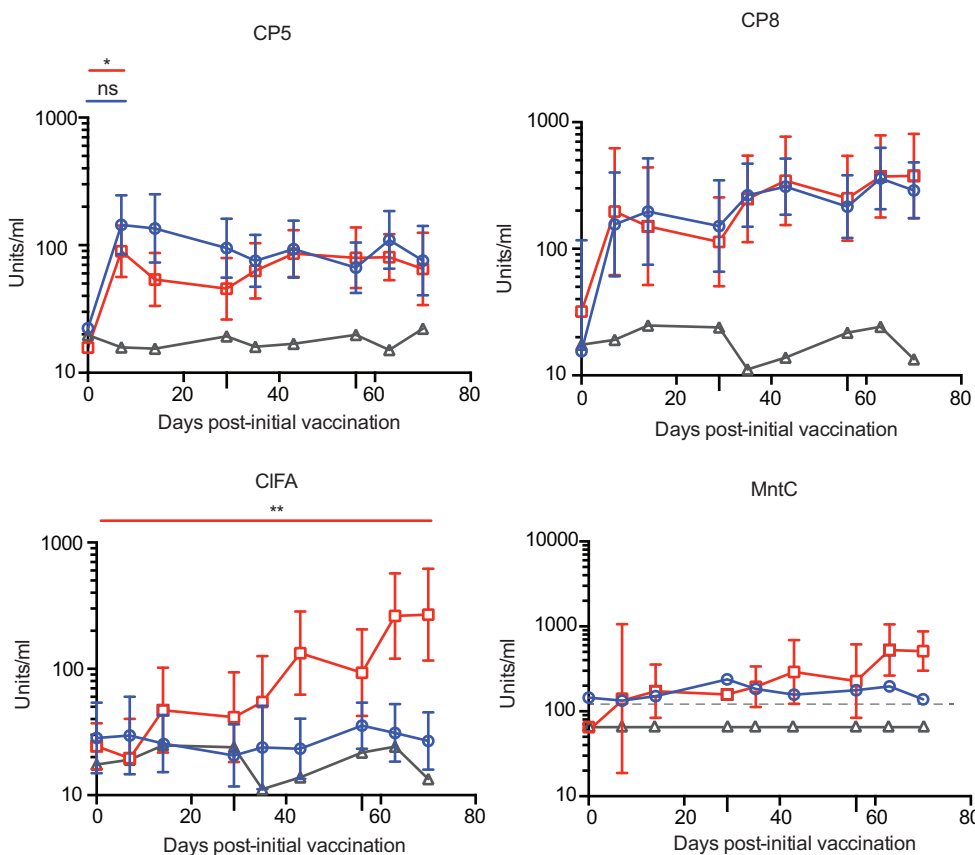 CP5
*
ns
1000
100
10
Units/ml
0 20 40 60 80
Days post-initial vaccination
CP8
1000
100
10
Units/ml
0 20 40 60 80
Days post-initial vaccination
ClFA
**
1000
100
10
Units/ml
0 20 40 60 80
Days post-initial vaccination
MntC
10000
1000
100
10
Units/ml
0 20 40 60 80
Days post-initial vaccination